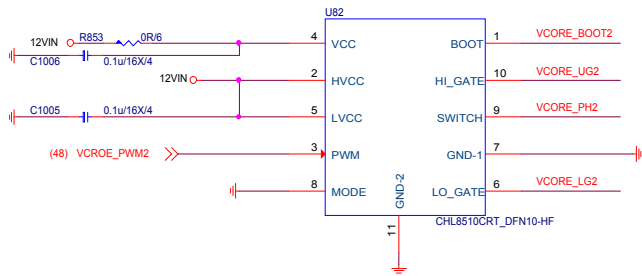 U82
12VIN R853 0R/6 4 VCC BOOT 1 VCORE_BOOT2
C1006 0.1u/16X/4
12VIN 2 HVCC HI_GATE 10 VCORE_UG2
C1005 0.1u/16X/4 5 LVCC SWITCH 9 VCORE_PH2
(48) VCROE_PWM2 3 PWM GND-1 7
8 MODE LO_GATE 6 VCORE_LG2
GND-2
CHL8510CRT_DFN10-HF
11